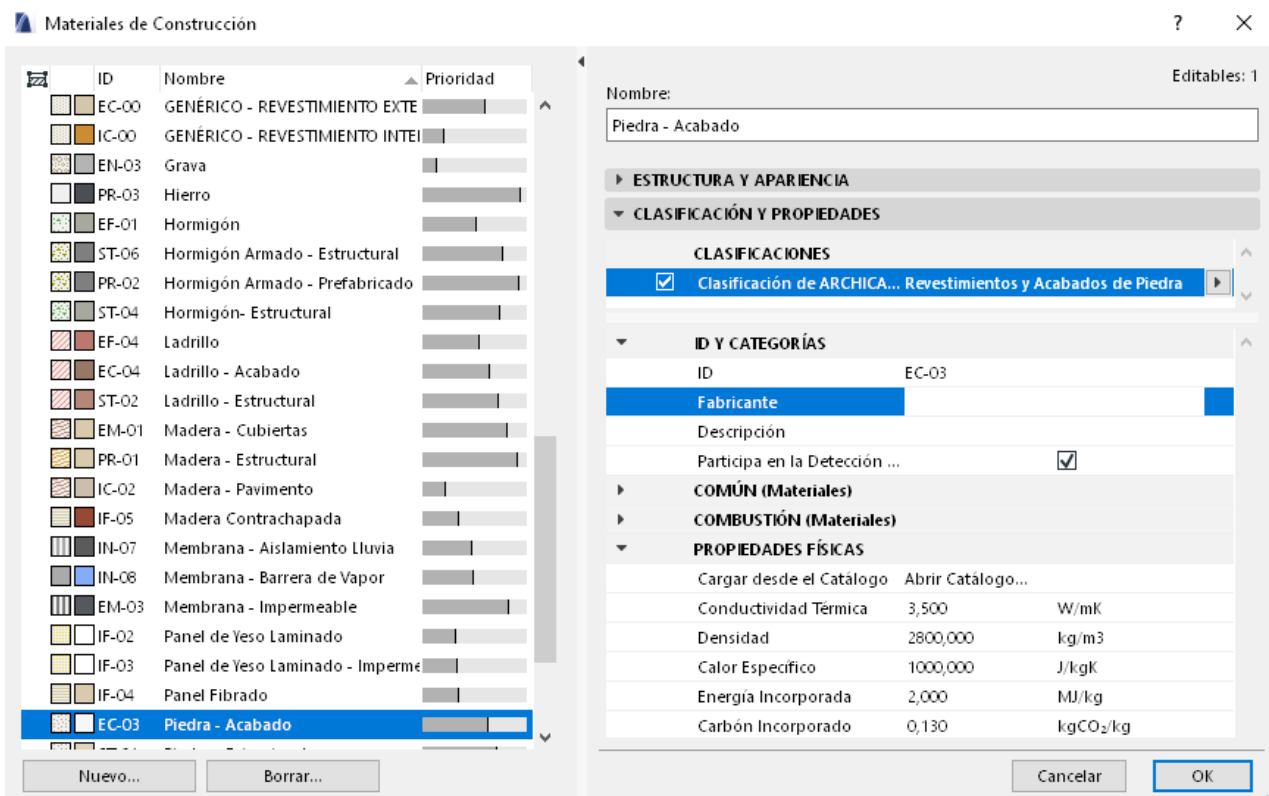 Materiales de Construcción
?
ID Nombre Prioridad
EC-00 GENÉRICO - REVESTIMIENTO EXTE
IC-00 GENÉRICO - REVESTIMIENTO INTE
EN-03 Grava
PR-03 Hierro
EF-01 Hormigón
ST-06 Hormigón Armado - Estructural
PR-02 Hormigón Armado - Prefabricado
ST-04 Hormigón- Estructural
EF-04 Ladrillo
EC-04 Ladrillo - Acabado
ST-02 Ladrillo - Estructural
EM-01 Madera - Cubiertas
PR-01 Madera - Estructural
IC-02 Madera - Pavimento
IF-05 Madera Contrachapada
IN-07 Membrana - Aislamiento Lluvia
IN-08 Membrana - Barrera de Vapor
EM-03 Membrana - Impermeable
IF-02 Panel de Yeso Laminado
IF-03 Panel de Yeso Laminado - Imperme
IF-04 Panel Fibrado
EC-03 Piedra - Acabado
Nuevo... Borrar...
Editables: 1
Nombre:
Piedra - Acabado
ESTRUCTURA Y APARIENCIA
CLASIFICACIÓN Y PROPIEDADES
CLASIFICACIONES
Clasificación de ARCHICA... Revestimientos y Acabados de Piedra
ID Y CATEGORÍAS
ID EC-03
Fabricante
Descripción
Participa en la Detección ...
COMÚN (Materiales)
COMBUSTIÓN (Materiales)
PROPIEDADES FÍSICAS
Cargar desde el Catálogo Abrir Catálogo...
Conductividad Térmica 3,500 W/mK
Densidad 2800,000 kg/m3
Calor Específico 1000,000 J/kgK
Energía Incorporada 2,000 MJ/kg
Carbón Incorporado 0,130 kgCO₂/kg
Cancelar OK